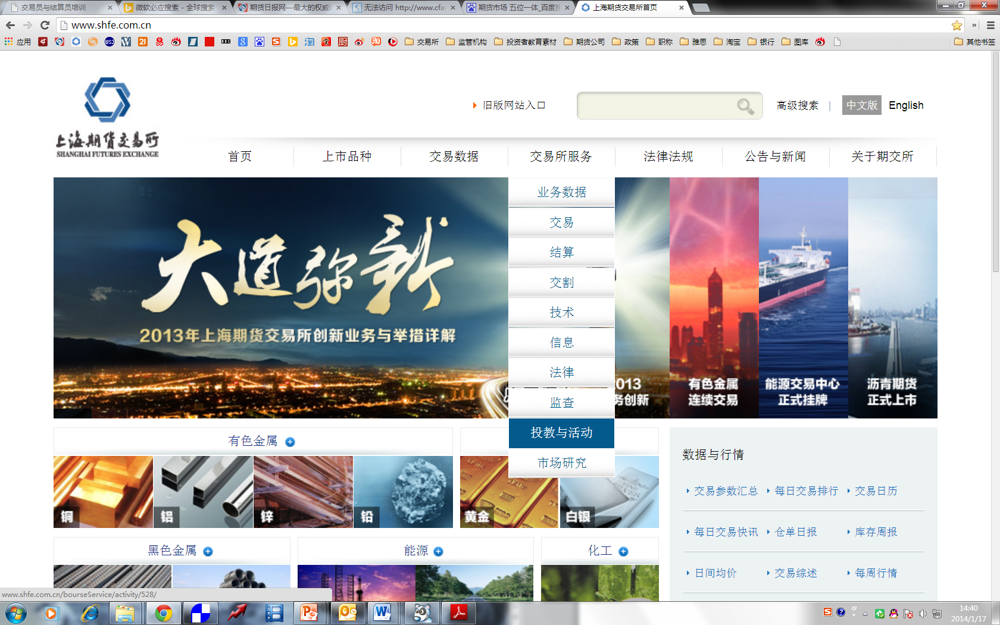 交易员与结算员培训
微软必应搜索 - 全球搜索
期货日报网—最大的权威
无法访问 http://www.cfa
期货市场 五位一体_百度搜
上海期货交易所首页
www.shfe.com.cn
应用
交易所
监管机构
投资者教育素材
期货公司
政策
职称
雅思
淘宝
银行
图库
其他书签
上海期货交易所
SHANGHAI FUTURES EXCHANGE
旧版网站入口
高级搜索
中文版
English
首页
上市品种
交易数据
交易所服务
法律法规
公告与新闻
关于期交所
大道弥新
2013年上海期货交易所创新业务与举措详解
业务数据
交易
结算
交割
技术
信息
法律
监查
投教与活动
市场研究
2013
务创新
有色金属
连续交易
能源交易中心
正式挂牌
沥青期货
正式上市
有色金属
铜
铝
锌
铅
黄金
白银
黑色金属
能源
化工
数据与行情
交易参数汇总
每日交易排行
交易日历
每日交易快讯
仓单日报
库存周报
日间均价
交易综述
每周行情
www.shfe.com.cn/bourseService/activity/528/
14:40
2014/1/17